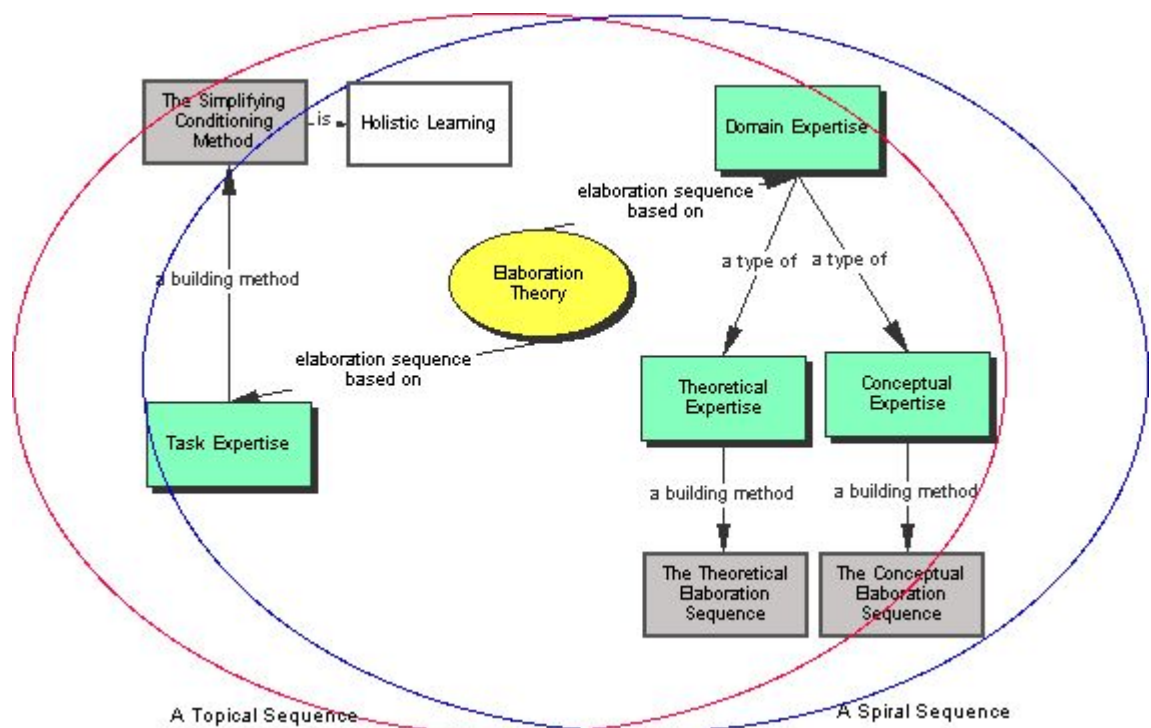 The Simplifying
Conditioning
Method
is
Holistic Learning
Domain Expertise
elaboration sequence
based on
Elaboration
Theory
a type of
a type of
a building method
elaboration sequence
based on
Task Expertise
Theoretical
Expertise
Conceptual
Expertise
a building method
a building method
The Theoretical
Elaboration
Sequence
The Conceptual
Elaboration
Sequence
A Topical Sequence
A Spiral Sequence